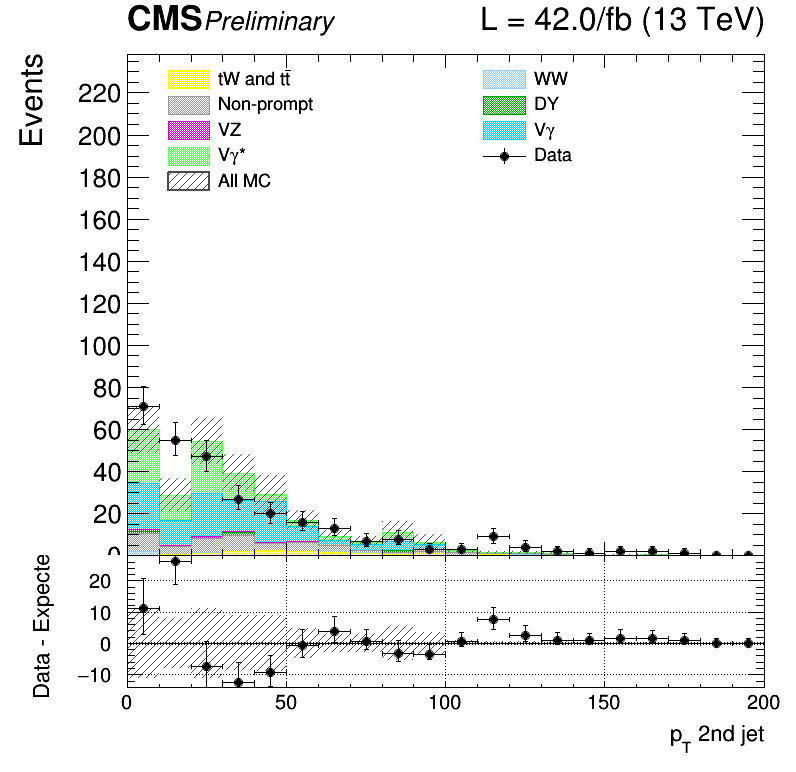 CMS Preliminary L = 42.0/fb (13 TeV)
Events
220
200
180
160
140
120
100
80
60
40
20
0
tW and tt̄
Non-prompt
VZ
Vγ*
All MC
WW
DY
Vγ
Data
Data - Expecte
20
10
0
−10
0 50 100 150 200
p_T 2nd jet